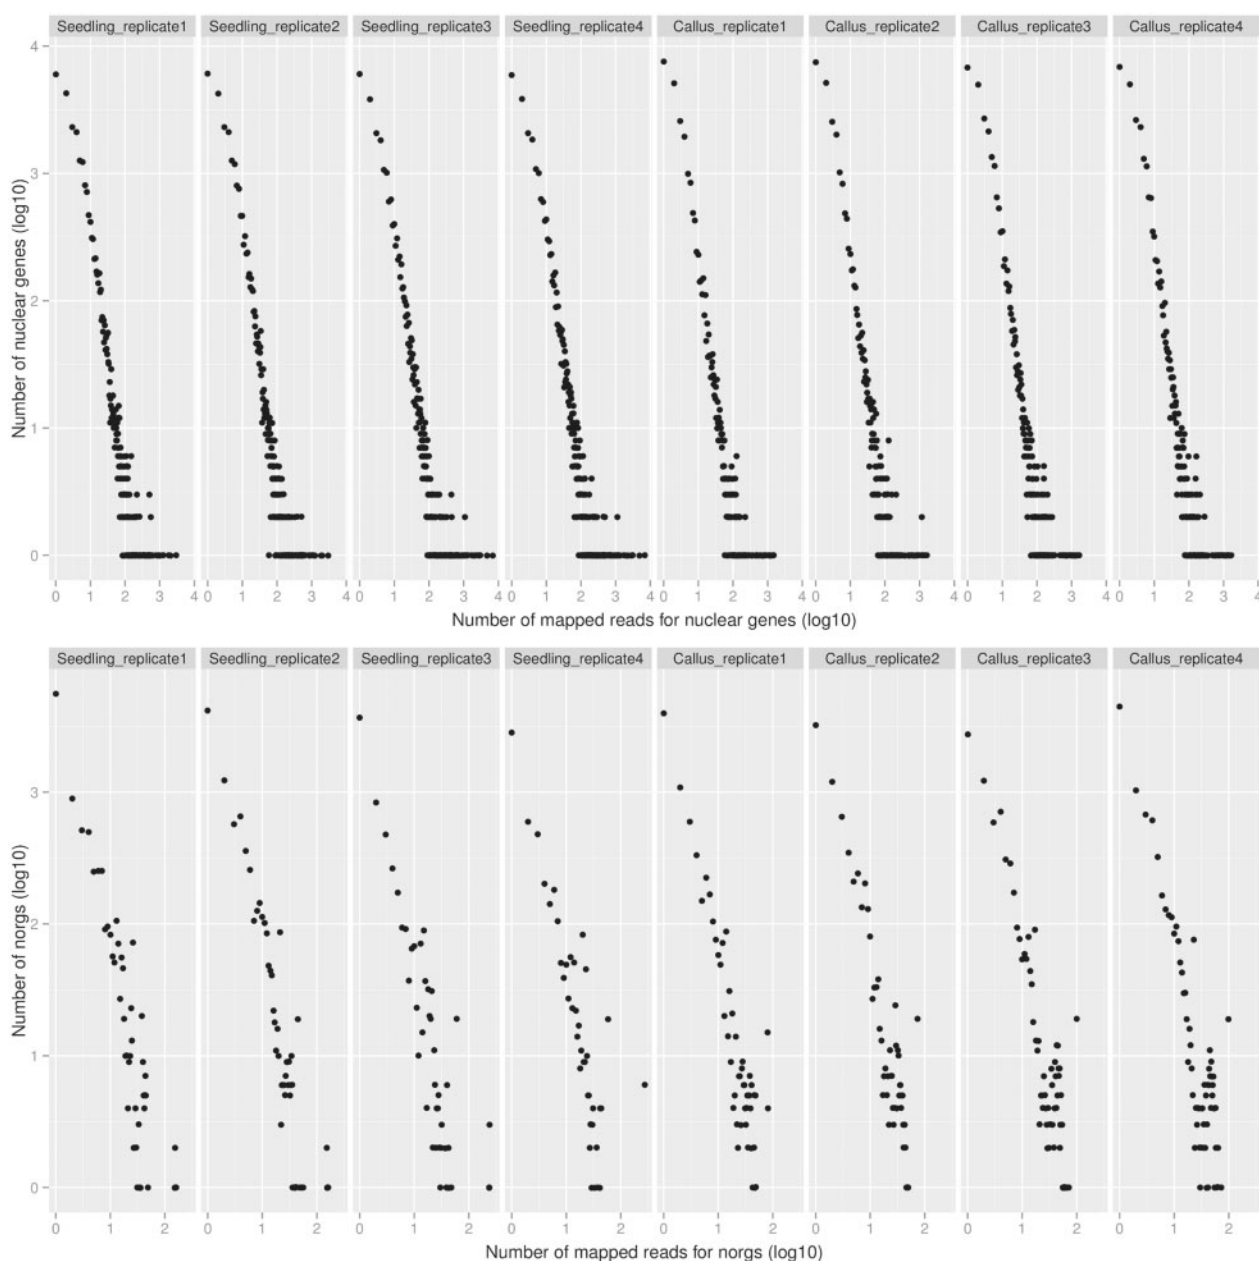 Seedling_replicate1 Seedling_replicate2 Seedling_replicate3 Seedling_replicate4 Callus_replicate1 Callus_replicate2 Callus_replicate3 Callus_replicate4
4
3
2
1
0
Number of nuclear genes (log10)
0 1 2 3 4 0 1 2 3 4 0 1 2 3 4 0 1 2 3 4 0 1 2 3 4 0 1 2 3 4 0 1 2 3 4 0 1 2 3 4
Number of mapped reads for nuclear genes (log10)
Seedling_replicate1 Seedling_replicate2 Seedling_replicate3 Seedling_replicate4 Callus_replicate1 Callus_replicate2 Callus_replicate3 Callus_replicate4
3
2
1
0
Number of norgs (log10)
0 1 2 0 1 2 0 1 2 0 1 2 0 1 2 0 1 2 0 1 2 0 1 2
Number of mapped reads for norgs (log10)